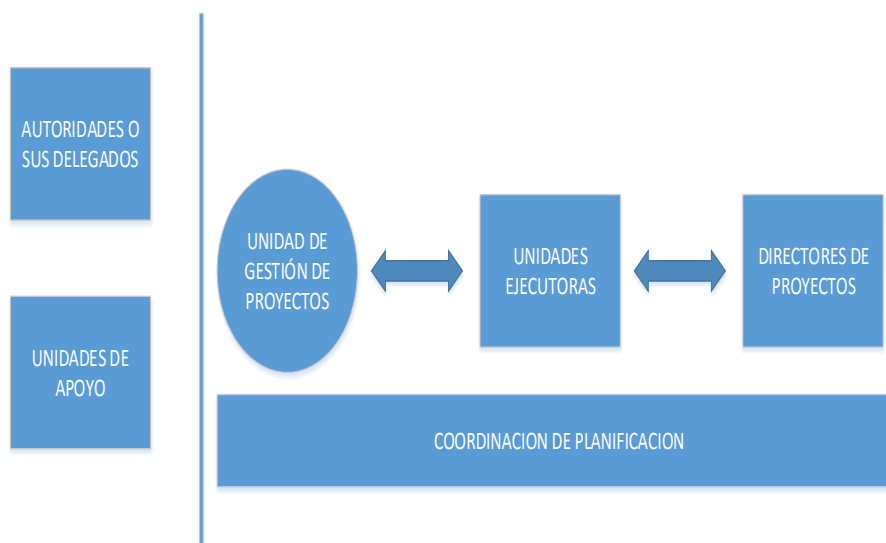 AUTORIDADES O
SUS DELEGADOS
UNIDADES DE
APOYO
UNIDAD DE
GESTIÓN DE
PROYECTOS
UNIDADES
EJECUTORAS
DIRECTORES DE
PROYECTOS
COORDINACION DE PLANIFICACION